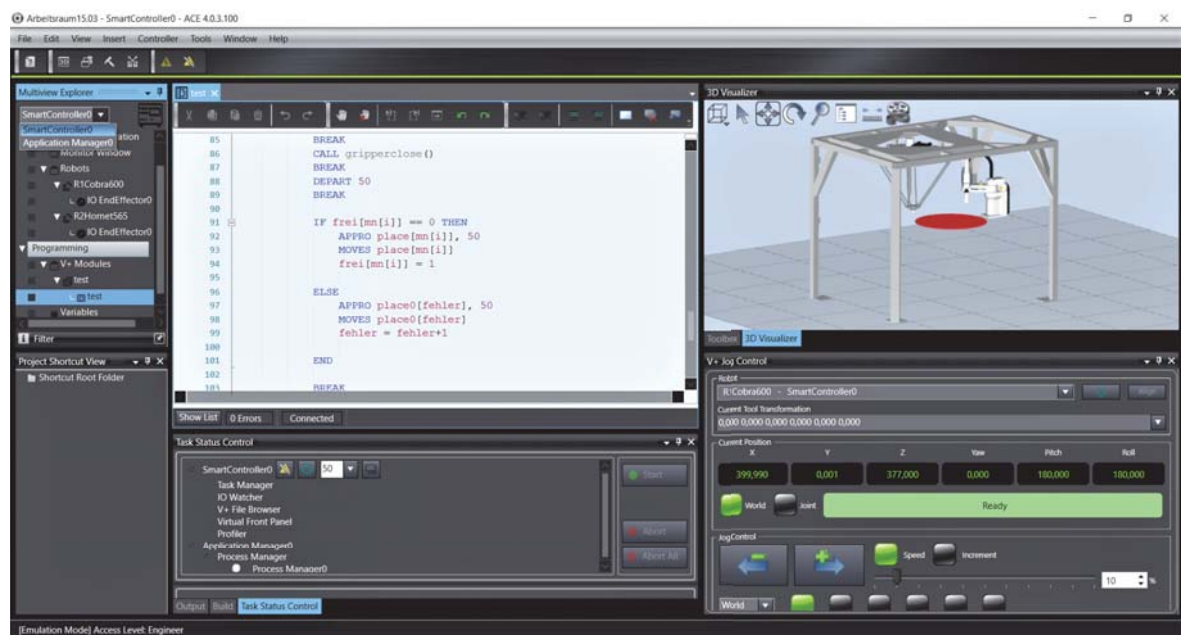 Arbeitsraum15.03 - SmartController0 - ACE 4.0.3.100
File Edit View Insert Controller Tools Window Help
Multiview Explorer
SmartController0
SmartController0
Application Manager0
Monitor Window
Robots
R1Cobra600
IO EndEffector0
R2Hornet565
IO EndEffector0
Programming
V+ Modules
test
test
Variables
Filter
Project Shortcut View
Shortcut Root Folder
test
85 BREAK
86 CALL gripperclose()
87 BREAK
88 DEPART 50
89 BREAK
90
91 IF frei[mn[i]] == 0 THEN
92 APPRO place[mn[i]], 50
93 MOVES place[mn[i]]
94 frei[mn[i]] = 1
95
96 ELSE
97 APPRO place0[fehler], 50
98 MOVES place0[fehler]
99 fehler = fehler+1
100
101 END
102
103 BREAK
Show List 0 Errors Connected
Task Status Control
SmartController0 50
Task Manager
IO Watcher
V+ File Browser
Virtual Front Panel
Profiler
Application Manager0
Process Manager
Process Manager0
Start
Abort
Abort All
Output Build Task Status Control
3D Visualizer
Toolbox 3D Visualizer
V+ Jog Control
Robot
R1Cobra600 - SmartController0
Align
Current Tool Transformation
0,000 0,000 0,000 0,000 0,000 0,000
Current Position
X Y Z Yaw Pitch Roll
399,990 0,001 377,000 0,000 180,000 180,000
World Joint Ready
JogControl
Speed Increment
10 %
World
[Emulation Mode] Access Level: Engineer